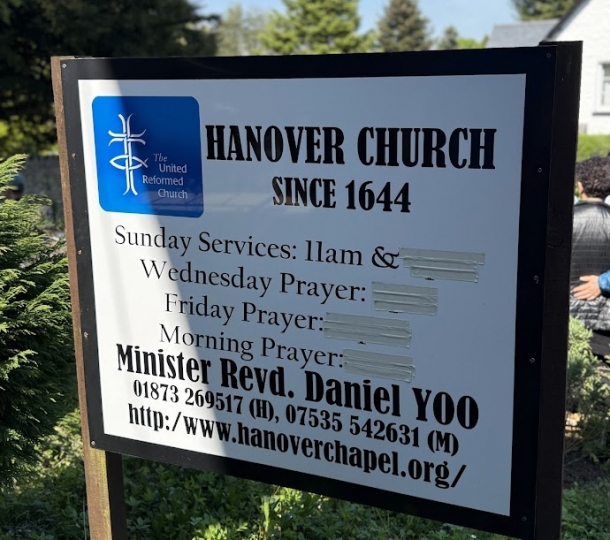 The
United
Reformed
Church
HANOVER CHURCH
SINCE 1644
Sunday Services: 11am &
Wednesday Prayer:
Friday Prayer:
Morning Prayer:
Minister Revd. Daniel YOO
01873 269517 (H), 07535 542631 (M)
http:/www.hanoverchapel.org/